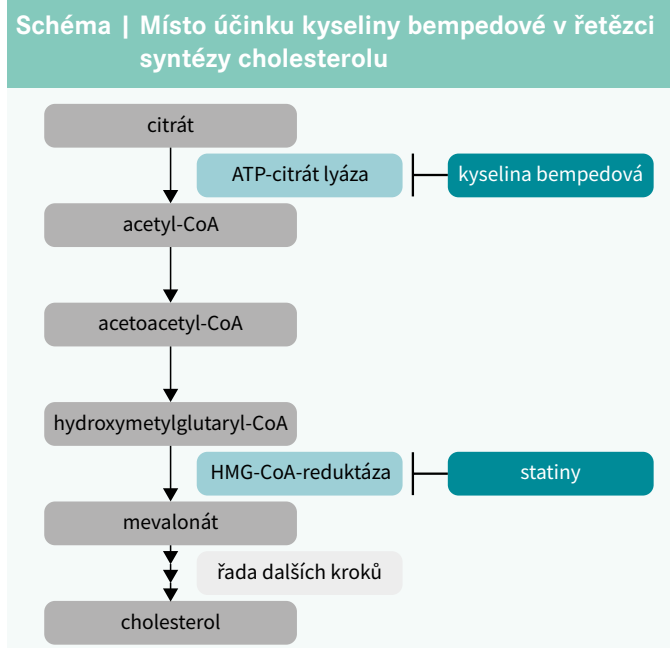 Schéma | Místo účinku kyseliny bempedové v řetězci
syntézy cholesterolu
citrát
ATP-citrát lyáza
kyselina bempedová
acetyl-CoA
acetoacetyl-CoA
hydroxymetylglutaryl-CoA
HMG-CoA-reduktáza
statiny
mevalonát
řada dalších kroků
cholesterol